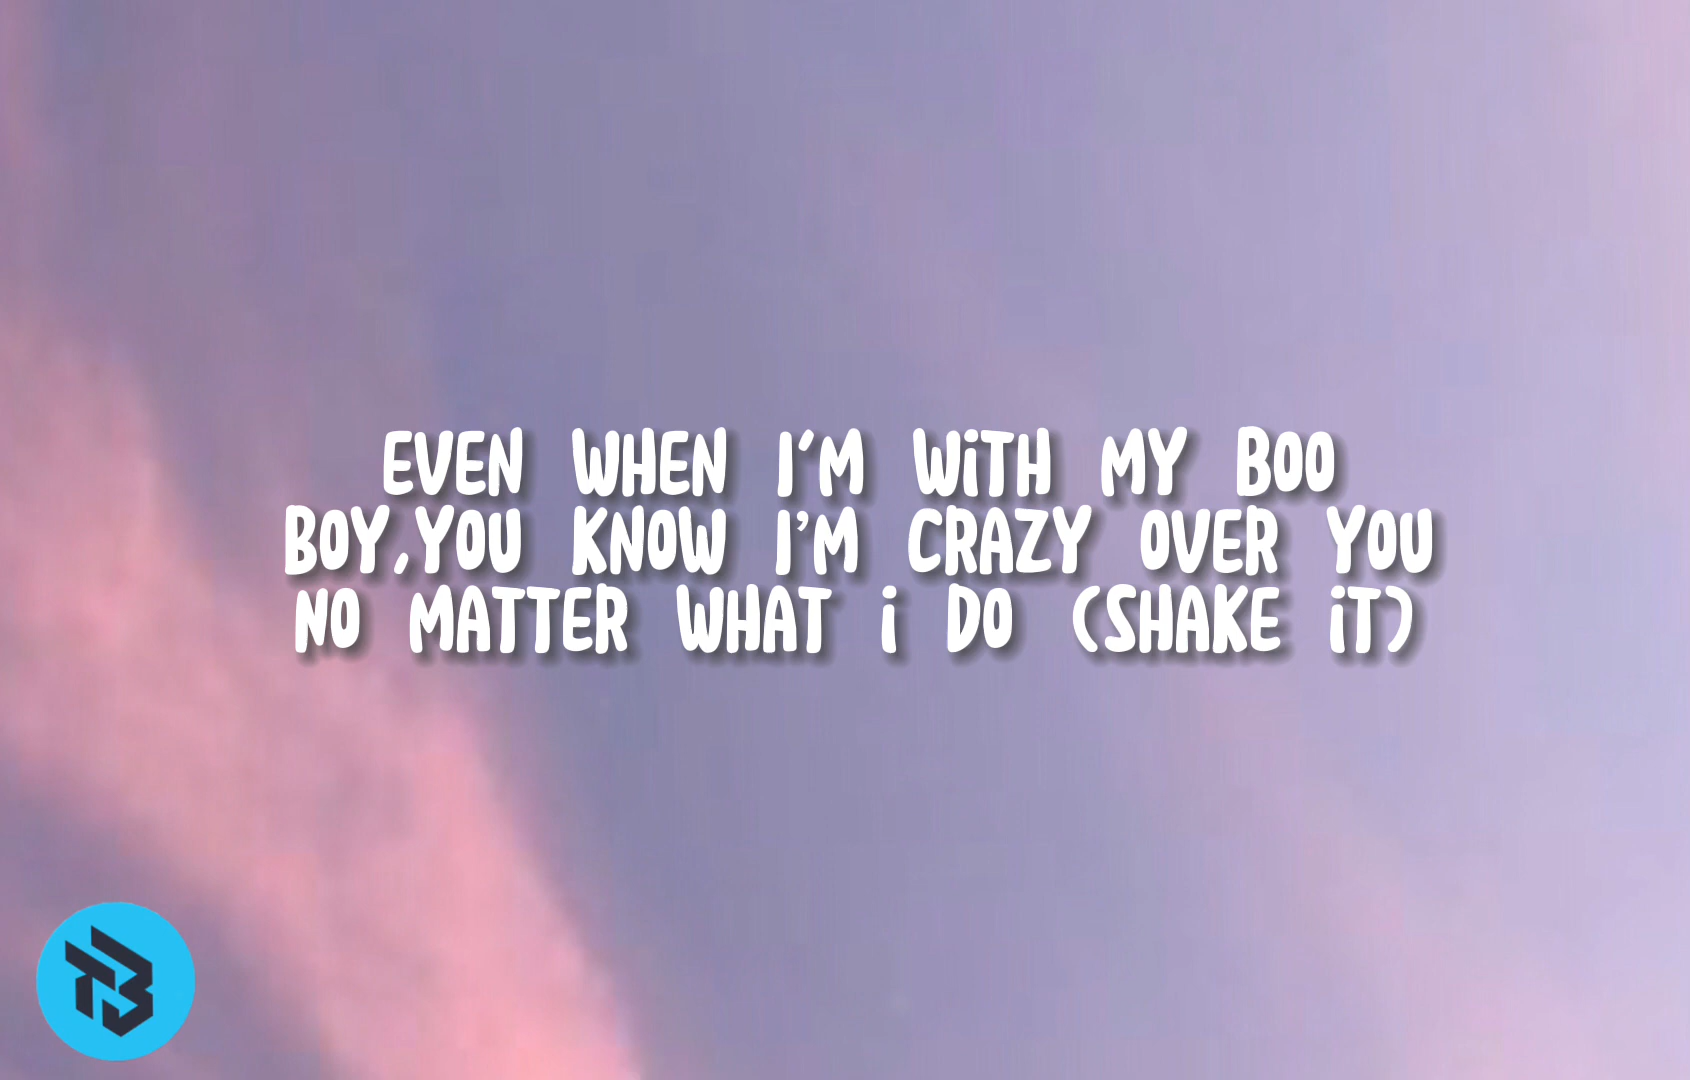 EVEN WHEN I'M WiTH MY BOO
BOY,YOU KNOW I'M CRAZY OVER YOU
NO MATTER WHAT i DO (SHAKE iT)